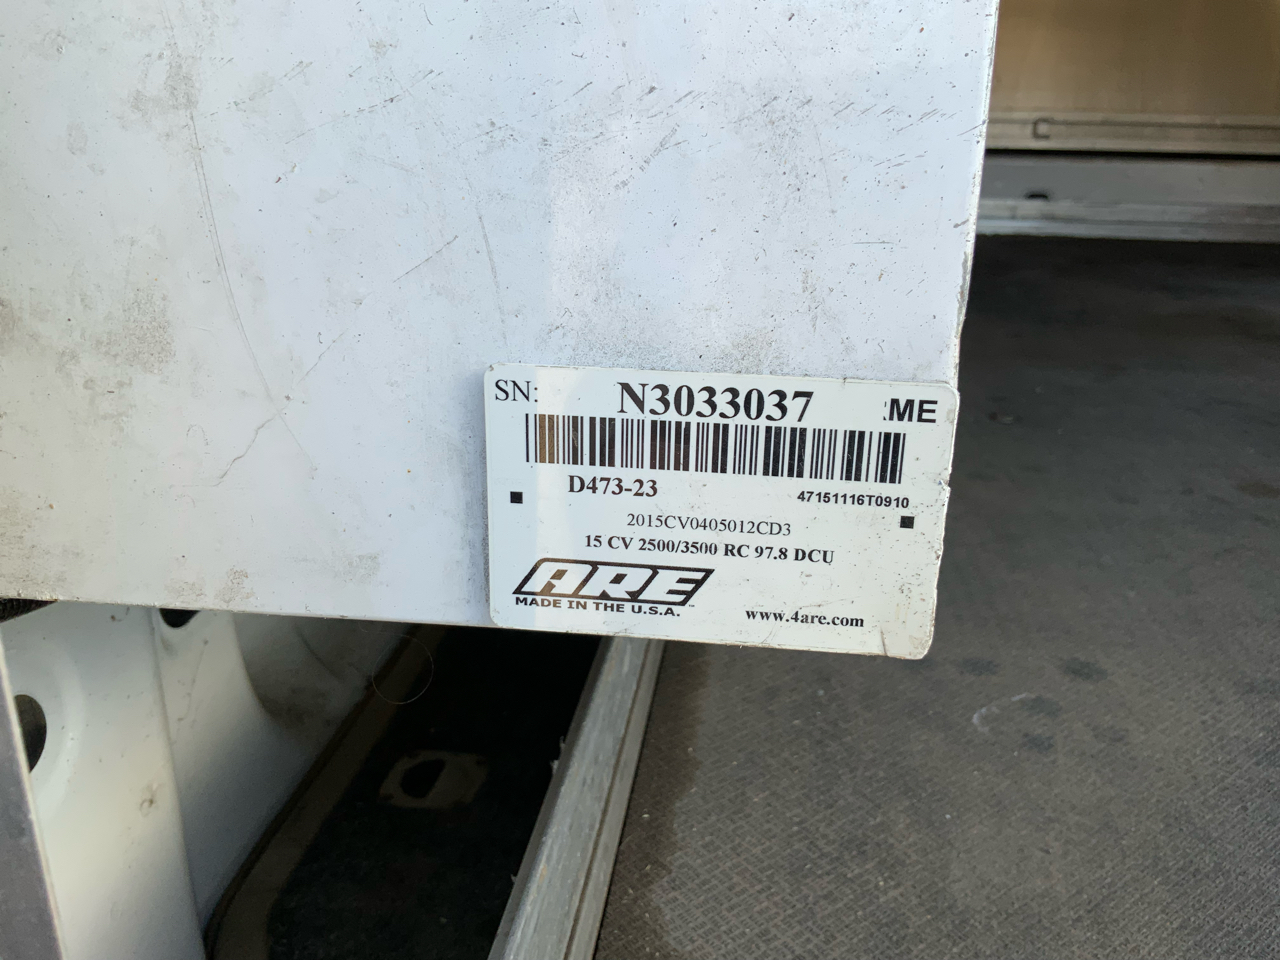 SN: N3033037 :ME
D473-23 47151116T0910
2015CV0405012CD3
15 CV 2500/3500 RC 97.8 DCU
ARE™
MADE IN THE U.S.A.
www.4are.com